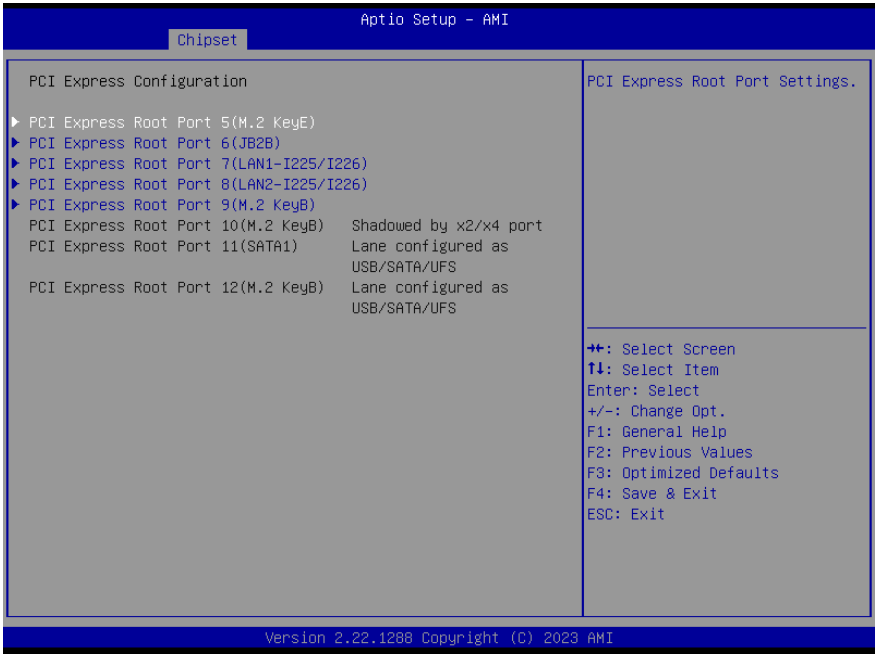 Aptio Setup – AMI
Chipset
PCI Express Configuration
▶ PCI Express Root Port 5(M.2 KeyE)
▶ PCI Express Root Port 6(JB2B)
▶ PCI Express Root Port 7(LAN1-I225/I226)
▶ PCI Express Root Port 8(LAN2-I225/I226)
▶ PCI Express Root Port 9(M.2 KeyB)
PCI Express Root Port 10(M.2 KeyB) Shadowed by x2/x4 port
PCI Express Root Port 11(SATA1) Lane configured as
USB/SATA/UFS
PCI Express Root Port 12(M.2 KeyB) Lane configured as
USB/SATA/UFS
PCI Express Root Port Settings.
→←: Select Screen
↑↓: Select Item
Enter: Select
+/-: Change Opt.
F1: General Help
F2: Previous Values
F3: Optimized Defaults
F4: Save & Exit
ESC: Exit
Version 2.22.1288 Copyright (C) 2023 AMI